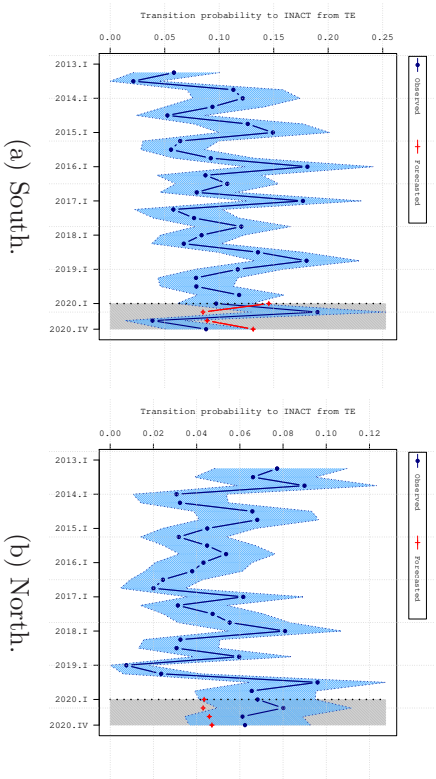 Transition probability to INACT from TE
0.00 0.05 0.10 0.15 0.20 0.25
2013.I
2014.I
2015.I
2016.I
2017.I
2018.I
2019.I
2020.I
2020.IV
Observed
Forecasted
(a) South.
Transition probability to INACT from TE
0.00 0.02 0.04 0.06 0.08 0.10 0.12
2013.I
2014.I
2015.I
2016.I
2017.I
2018.I
2019.I
2020.I
2020.IV
Observed
Forecasted
(b) North.